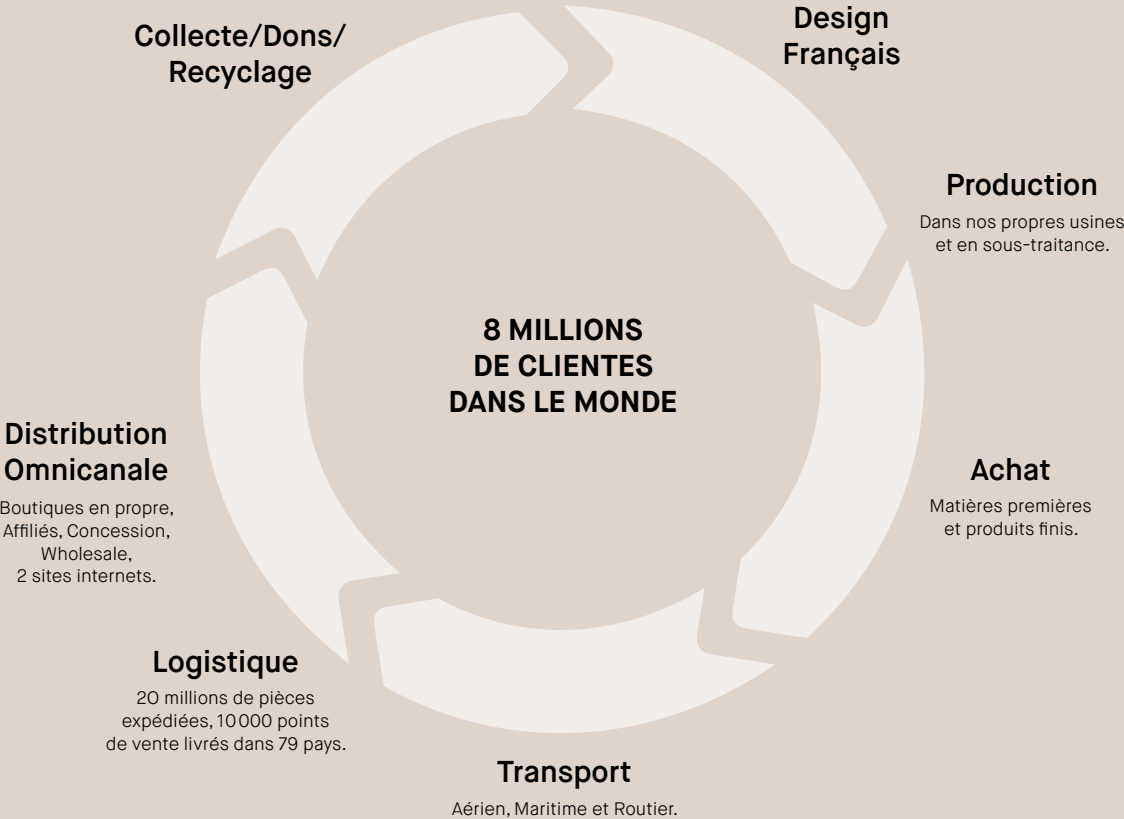 Collecte/Dons/
Recyclage
Design
Français
Production
Dans nos propres usines
et en sous-traitance.
8 MILLIONS
DE CLIENTES
DANS LE MONDE
Distribution
Omnicanale
Boutiques en propre,
Affiliés, Concession,
Wholesale,
2 sites internets.
Achat
Matières premières
et produits finis.
Logistique
20 millions de pièces
expédiées, 10 000 points
de vente livrés dans 79 pays.
Transport
Aérien, Maritime et Routier.